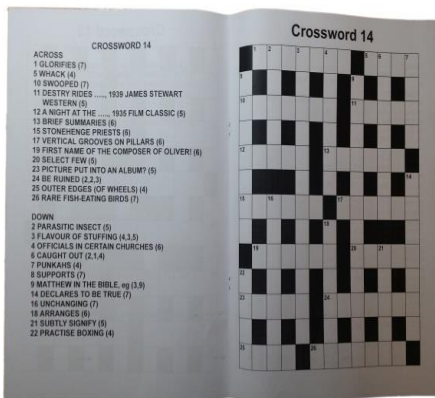 CROSSWORD 14
ACROSS
1 GLORIFIES (7)
5 WHACK (4)
10 SWOOPED (7)
11 DESTRY RIDES ....., 1939 JAMES STEWART
WESTERN (5)
12 A NIGHT AT THE ....., 1935 FILM CLASSIC (5)
13 BRIEF SUMMARIES (6)
15 STONEHENGE PRIESTS (6)
17 VERTICAL GROOVES ON PILLARS (6)
19 FIRST NAME OF THE COMPOSER OF OLIVER! (6)
20 SELECT FEW (5)
23 PICTURE PUT INTO AN ALBUM? (5)
24 BE RUINED (2,2,3)
25 OUTER EDGES (OF WHEELS) (4)
26 RARE FISH-EATING BIRDS (7)
DOWN
2 PARASITIC INSECT (5)
3 FLAVOUR OF STUFFING (4,3,5)
4 OFFICIALS IN CERTAIN CHURCHES (6)
6 CAUGHT OUT (2,1,4)
7 PUNKAHS (4)
8 SUPPORTS (7)
9 MATTHEW IN THE BIBLE, eg (3,9)
14 DECLARES TO BE TRUE (7)
16 UNCHANGING (7)
18 ARRANGES (6)
21 SUBTLY SIGNIFY (5)
22 PRACTISE BOXING (4)
Crossword 14
1 2 3 4 5 6 7
8 9
10 11
12 13
14
15 16 17
18
19 20 21
22
23 24
25 26